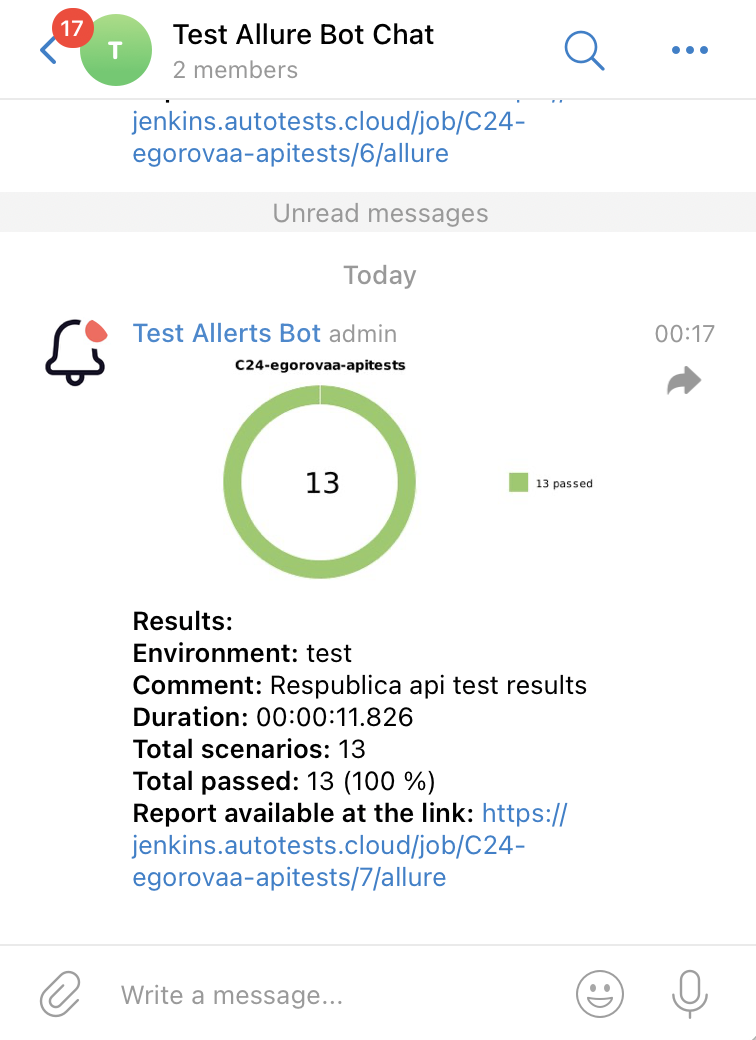 17
T
Test Allure Bot Chat
2 members
jenkins.autotests.cloud/job/C24-
egorovaa-apitests/6/allure
Unread messages
Today
Test Allerts Bot admin 00:17
C24-egorovaa-apitests
13
13 passed
Results:
Environment: test
Comment: Respublica api test results
Duration: 00:00:11.826
Total scenarios: 13
Total passed: 13 (100 %)
Report available at the link: https://
jenkins.autotests.cloud/job/C24-
egorovaa-apitests/7/allure
Write a message...